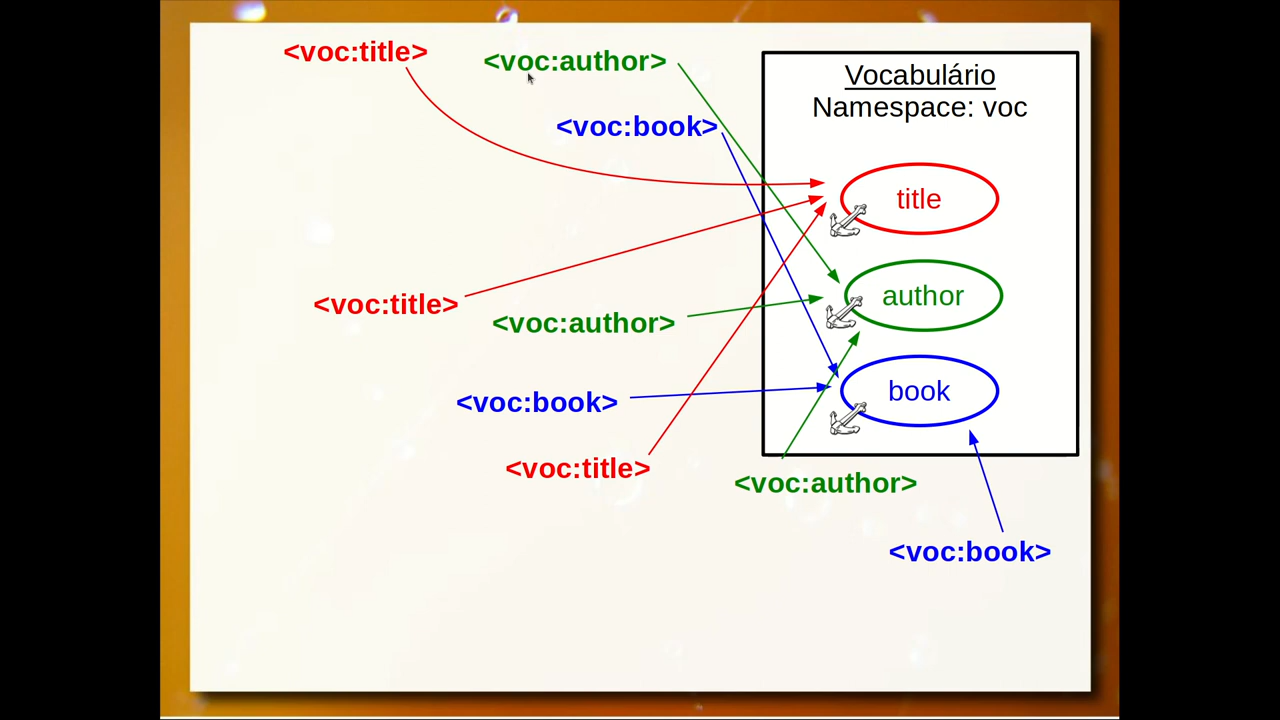 <voc:title>
<voc:author>
<voc:book>
Vocabulário
Namespace: voc
title
author
book
<voc:title>
<voc:author>
<voc:book>
<voc:title>
<voc:author>
<voc:book>